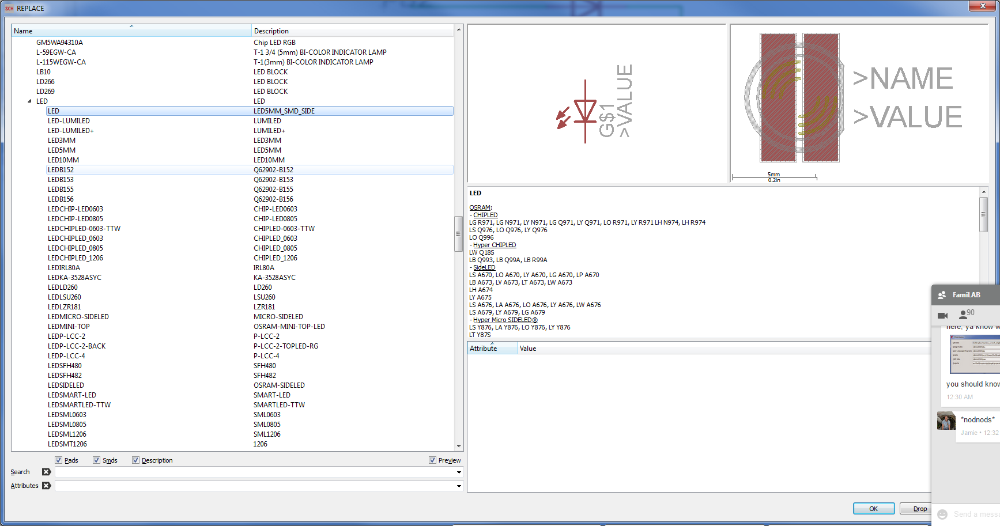 SCH REPLACE
Name Description
GM5WA94310A Chip LED RGB
L-59EGW-CA T-1 3/4 (5mm) BI-COLOR INDICATOR LAMP
L-115WEGW-CA T-1(3mm) BI-COLOR INDICATOR LAMP
LB10 LED BLOCK
LD266 LED BLOCK
LD269 LED BLOCK
LED LED
LED LED5MM_SMD_SIDE
LED-LUMILED LUMILED
LED-LUMILED+ LUMILED+
LED3MM LED3MM
LED5MM LED5MM
LED10MM LED10MM
LEDB152 Q62902-B152
LEDB153 Q62902-B153
LEDB155 Q62902-B155
LEDB156 Q62902-B156
LEDCHIP-LED0603 CHIP-LED0603
LEDCHIP-LED0805 CHIP-LED0805
LEDCHIPLED-0603-TTW CHIPLED-0603-TTW
LEDCHIPLED_0603 CHIPLED_0603
LEDCHIPLED_0805 CHIPLED_0805
LEDCHIPLED_1206 CHIPLED_1206
LEDIRL80A IRL80A
LEDKA-3528ASYC KA-3528ASYC
LEDLD260 LD260
LEDLSU260 LSU260
LEDLZR181 LZR181
LEDMICRO-SIDELED MICRO-SIDELED
LEDMINI-TOP OSRAM-MINI-TOP-LED
LEDP-LCC-2 P-LCC-2
LEDP-LCC-2-BACK P-LCC-2-TOPLED-RG
LEDP-LCC-4 P-LCC-4
LEDSFH480 SFH480
LEDSFH482 SFH482
LEDSIDELED OSRAM-SIDELED
LEDSMART-LED SMART-LED
LEDSMARTLED-TTW SMARTLED-TTW
LEDSML0603 SML0603
LEDSML0805 SML0805
LEDSML1206 SML1206
LEDSMT1206 1206
Pads Smds Description Preview
Search
Attributes
G$1
>VALUE
>NAME
>VALUE
5mm
0.2in
LED
OSRAM:
- CHIPLED
LG R971, LG N971, LY N971, LG Q971, LY Q971, LO R971, LY R971 LH N974, LH R974
LS Q976, LO Q976, LY Q976
LO Q996
- Hyper CHIPLED
LW Q18S
LB Q993, LB Q99A, LB R99A
- SideLED
LS A670, LO A670, LY A670, LG A670, LP A670
LB A673, LV A673, LT A673, LW A673
LH A674
LY A675
LS A676, LA A676, LO A676, LY A676, LW A676
LS A679, LY A679, LG A679
- Hyper Micro SIDELED®
LS Y876, LA Y876, LO Y876, LY Y876
LT Y87S
Attribute Value
OK Drop
FamiLAB
90
here, ya know w
you should know
12:30 AM
*nodnods*
Jamie • 12:32
Send a messa